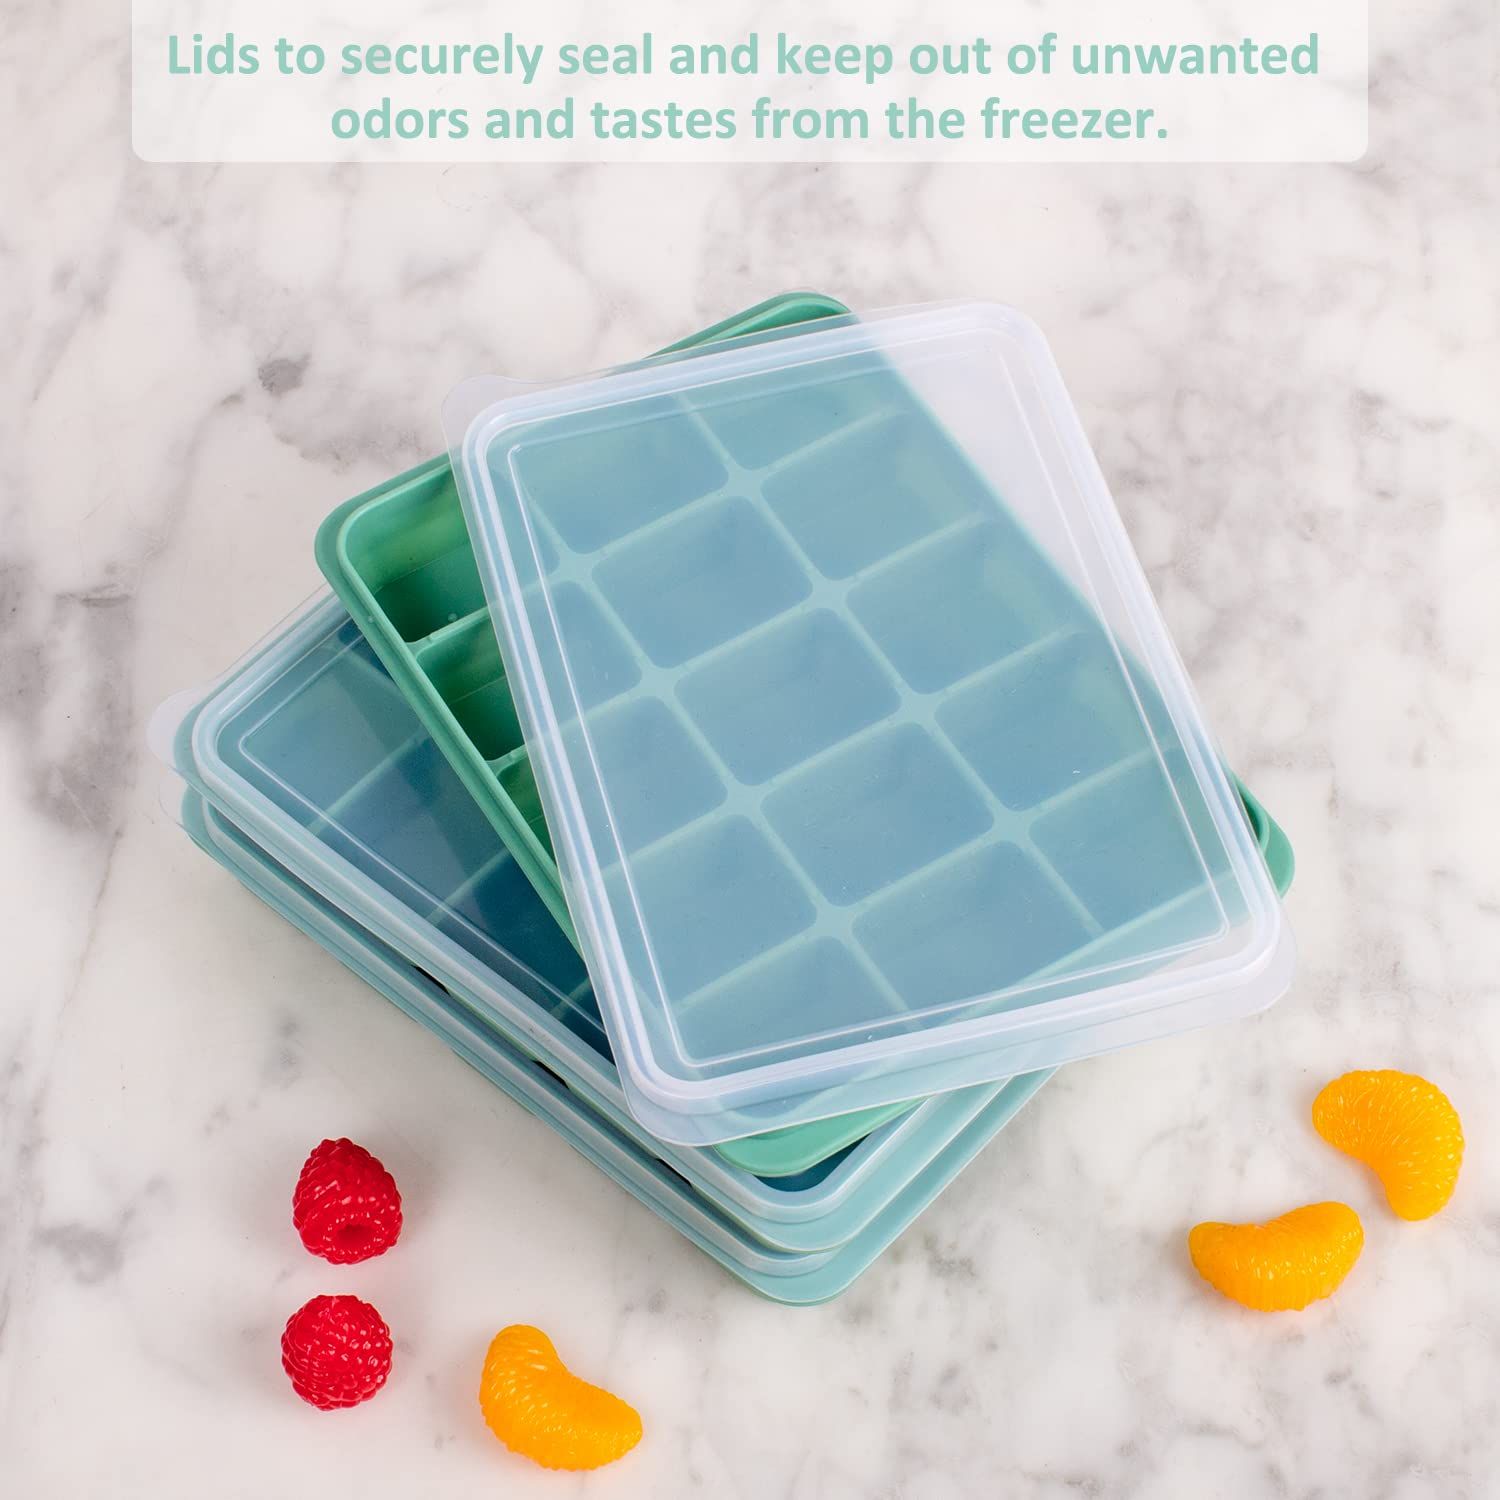 Lids to securely seal and keep out of unwanted
odors and tastes from the freezer.